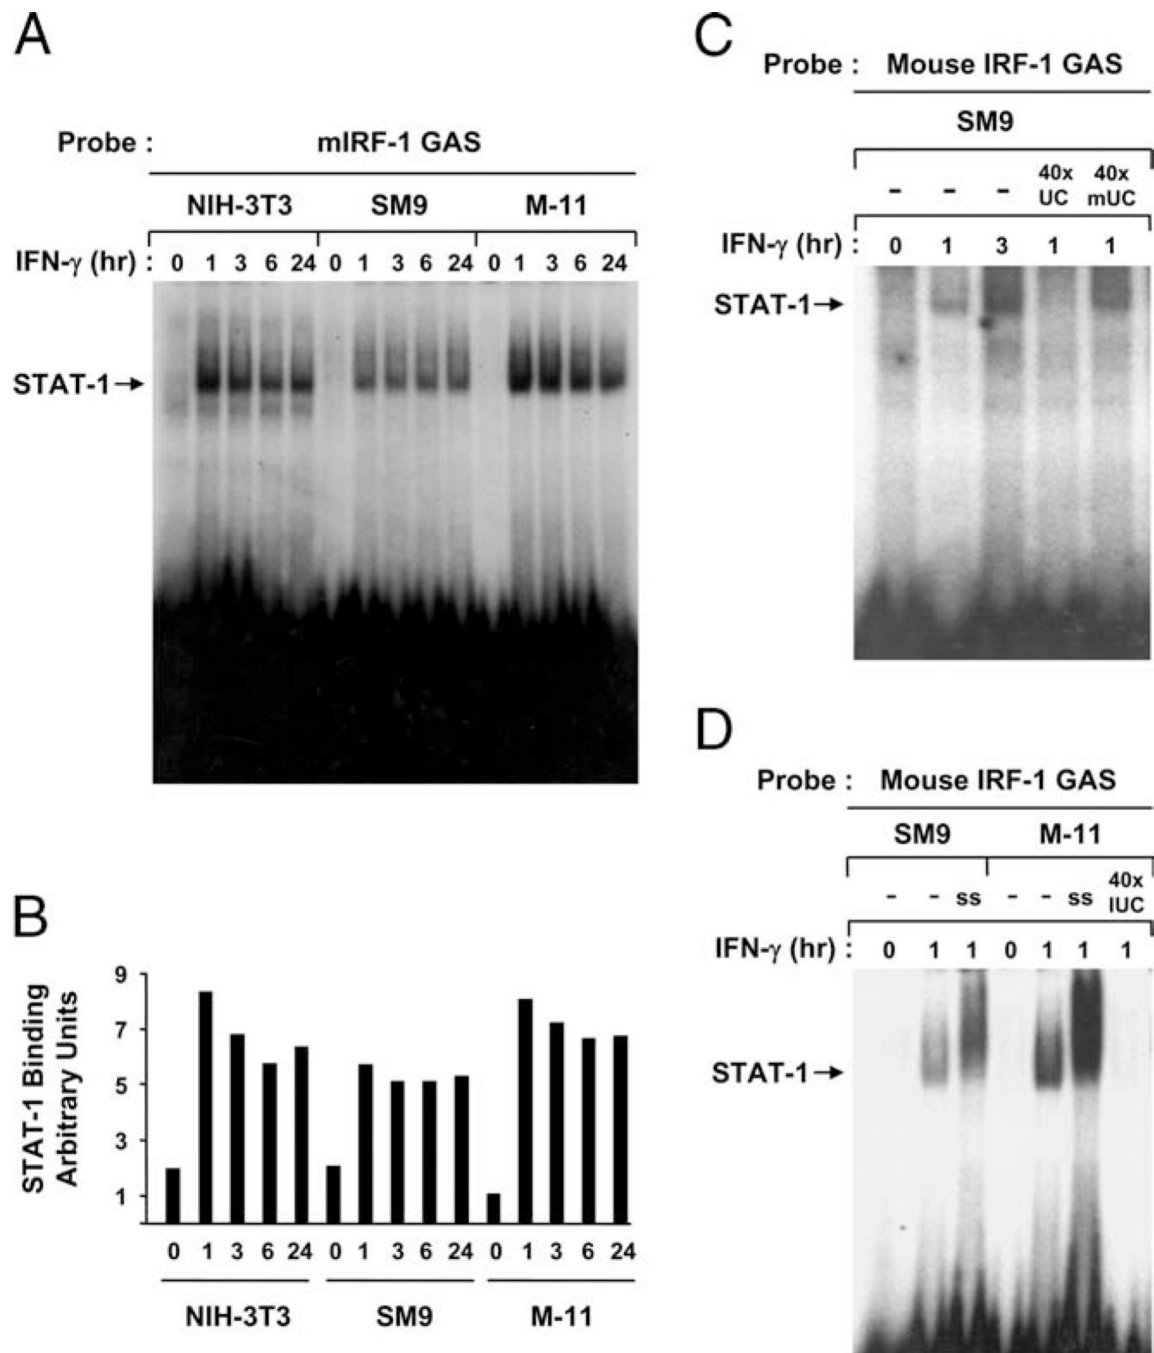 A
Probe : mIRF-1 GAS
NIH-3T3 SM9 M-11
IFN-γ (hr) : 0 1 3 6 24 0 1 3 6 24 0 1 3 6 24
STAT-1
B
STAT-1 Binding
Arbitrary Units
9
7
5
3
1
0 1 3 6 24 0 1 3 6 24 0 1 3 6 24
NIH-3T3 SM9 M-11
C
Probe : Mouse IRF-1 GAS
SM9
- - - 40x UC 40x mUC
IFN-γ (hr) : 0 1 3 1 1
STAT-1
D
Probe : Mouse IRF-1 GAS
SM9 M-11
- - ss - - ss 40x IUC
IFN-γ (hr) : 0 1 1 0 1 1 1
STAT-1